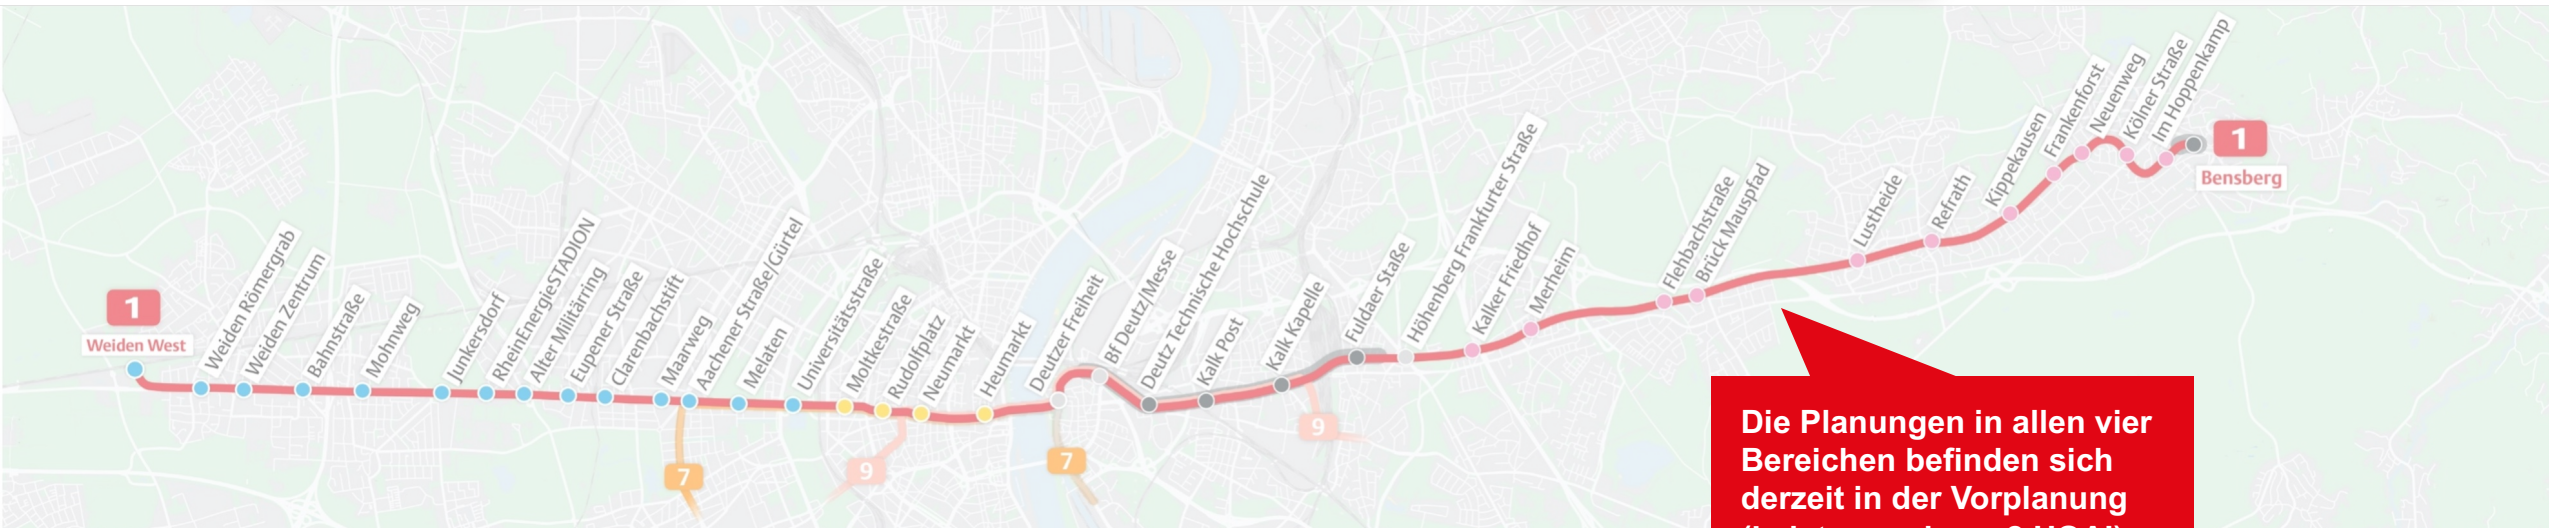 1
Weiden West
Weiden Römergrab
Weiden Zentrum
Bahnstraße
Mohnweg
Junkersdorf
RheinEnergieSTADION
Alter Militärring
Eupener Straße
Clarenbachstift
Maarweg
Aachener Straße/Gürtel
Melaten
Universitätsstraße
Moltkestraße
Rudolfplatz
Neumarkt
Heumarkt
Deutzer Freiheit
Bf Deutz/Messe
Deutz Technische Hochschule
Kalk Post
Kalk Kapelle
Fuldaer Staße
Höhenberg Frankfurter Straße
Kalker Friedhof
Merheim
Flehbachstraße
Brück Mauspfad
Lustheide
Refrath
Kippekausen
Frankenforst
Neuenweg
Kölner Straße
Im Hoppenkamp
1
Bensberg
7
9
7
9
Die Planungen in allen vier
Bereichen befinden sich
derzeit in der Vorplanung